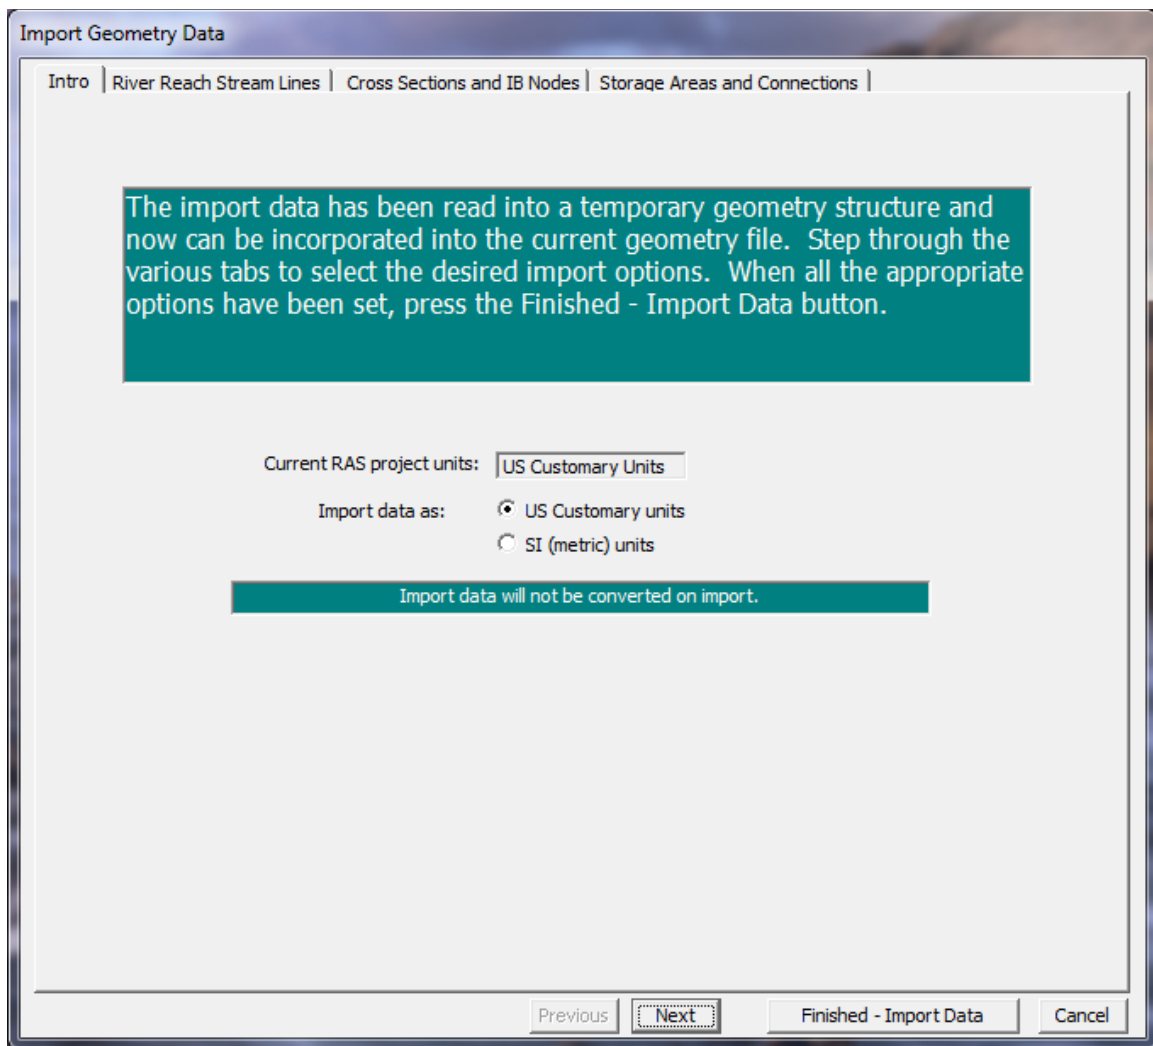 Import Geometry Data
Intro
River Reach Stream Lines
Cross Sections and IB Nodes
Storage Areas and Connections
The import data has been read into a temporary geometry structure and
now can be incorporated into the current geometry file. Step through the
various tabs to select the desired import options. When all the appropriate
options have been set, press the Finished - Import Data button.
Current RAS project units: US Customary Units
Import data as: US Customary units
SI (metric) units
Import data will not be converted on import.
Previous Next Finished - Import Data Cancel